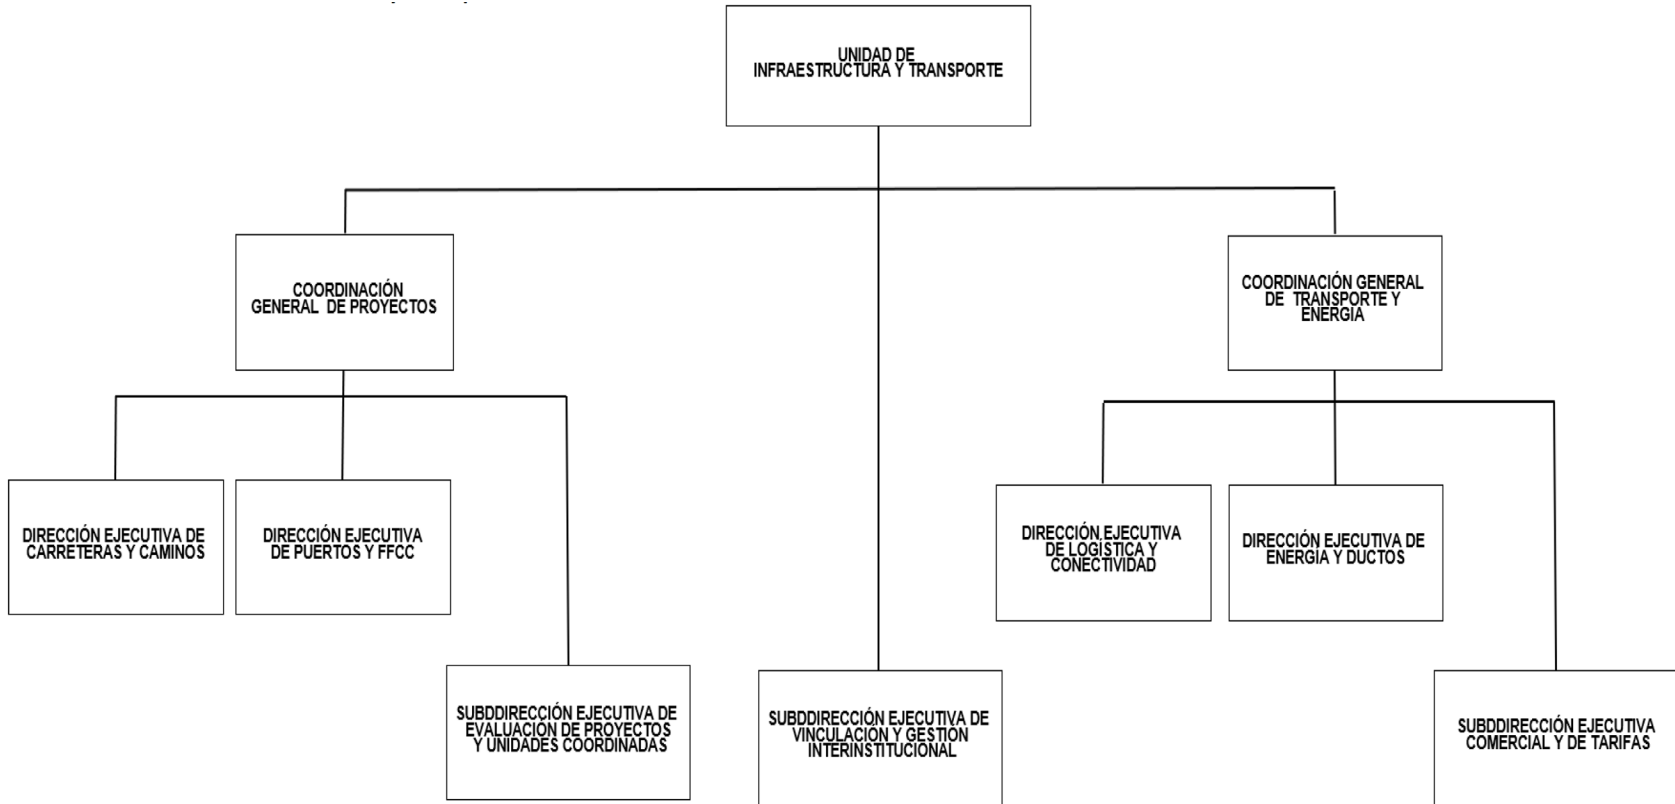 UNIDAD DE
INFRAESTRUCTURA Y TRANSPORTE
COORDINACIÓN
GENERAL DE PROYECTOS
COORDINACIÓN GENERAL
DE TRANSPORTE Y
ENERGIA
DIRECCIÓN EJECUTIVA DE
CARRETERAS Y CAMINOS
DIRECCIÓN EJECUTIVA
DE PUERTOS Y FFCC
DIRECCIÓN EJECUTIVA
DE LOGÍSTICA Y
CONECTIVIDAD
DIRECCIÓN EJECUTIVA DE
ENERGIA Y DUCTOS
SUBDDIRECCIÓN EJECUTIVA DE
EVALUACIÓN DE PROYECTOS
Y UNIDADES COORDINADAS
SUBDDIRECCIÓN EJECUTIVA DE
VINCULACIÓN Y GESTIÓN
INTERINSTITUCIONAL
SUBDDIRECCIÓN EJECUTIVA
COMERCIAL Y DE TARIFAS